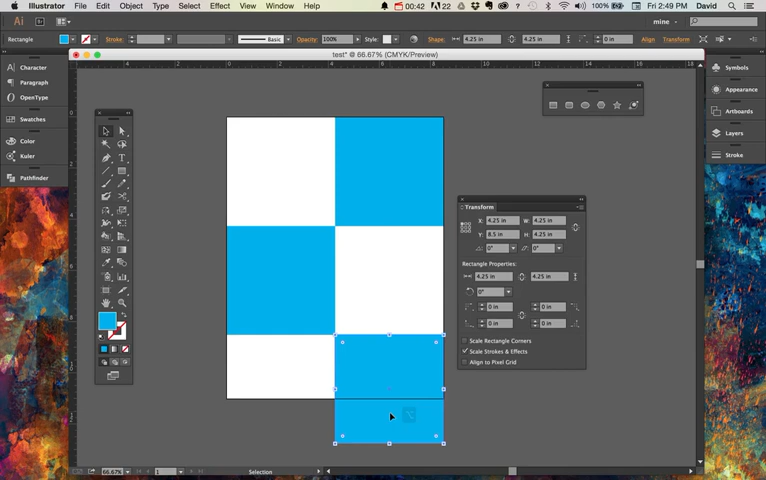 Illustrator File Edit Object Type Select Effect View Window Help 00:42 22 100% Fri 2:49 PM David
Ai Br mine
Rectangle Stroke: Basic Opacity: 100% Style: Shape: 4.25 in 4.25 in 0 in Align Transform
test* @ 66.67% (CMYK/Preview)
Character
Paragraph
OpenType
Swatches
Color
Kuler
Pathfinder
Symbols
Appearance
Artboards
Layers
Stroke
Transform
X: 4.25 in W: 4.25 in
Y: 8.5 in H: 4.25 in
0° 0°
Rectangle Properties:
4.25 in 4.25 in
0°
0 in 0 in
0 in 0 in
Scale Rectangle Corners
Scale Strokes & Effects
Align to Pixel Grid
66.67% 1 Selection